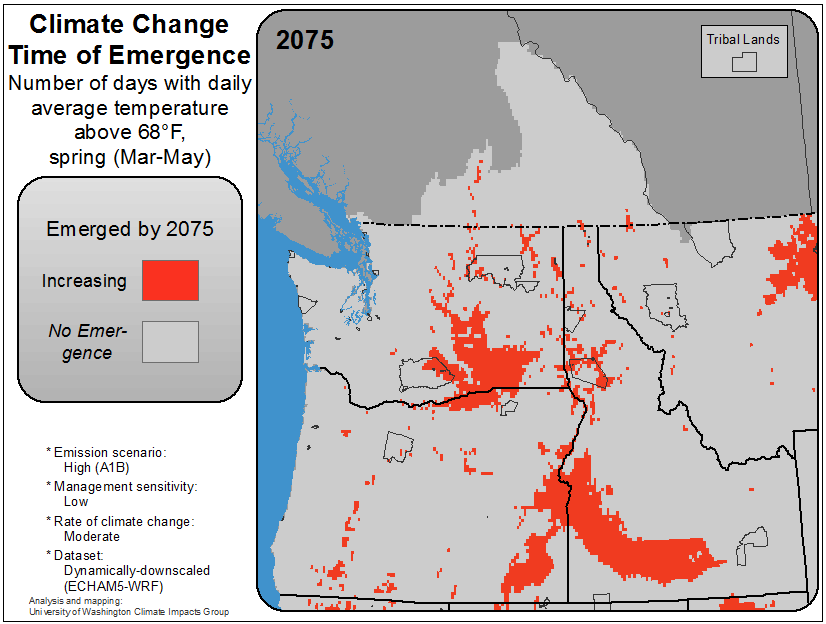 Climate Change
Time of Emergence
Number of days with daily
average temperature
above 68°F,
spring (Mar-May)
Emerged by 2075
Increasing
No Emer-
gence
* Emission scenario:
High (A1B)
* Management sensitivity:
Low
* Rate of climate change:
Moderate
* Dataset:
Dynamically-downscaled
(ECHAM5-WRF)
Analysis and mapping:
University of Washington Climate Impacts Group
2075
Tribal Lands